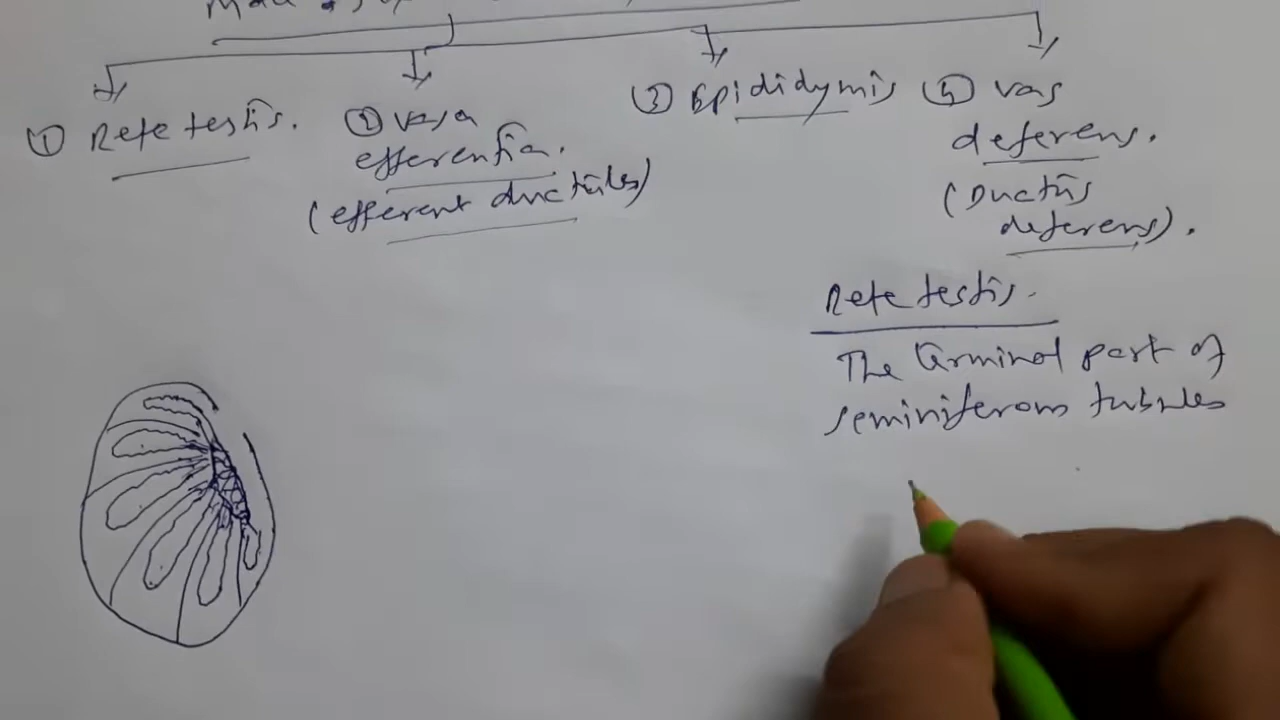 ① Rete testis.
② Vasa
efferentia.
(efferent ductules)
③ Epididymis
④ Vas
deferens.
(Ductus
deferens).
Rete testis.
The terminal part of
seminiferous tubules